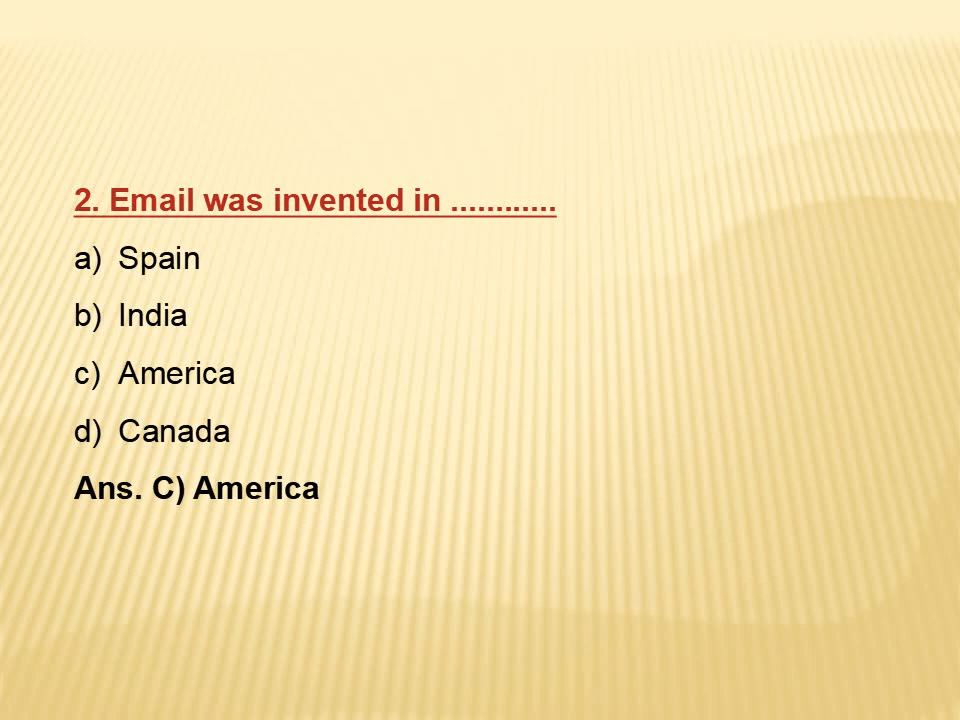 2. Email was invented in ............
a) Spain
b) India
c) America
d) Canada
Ans. C) America